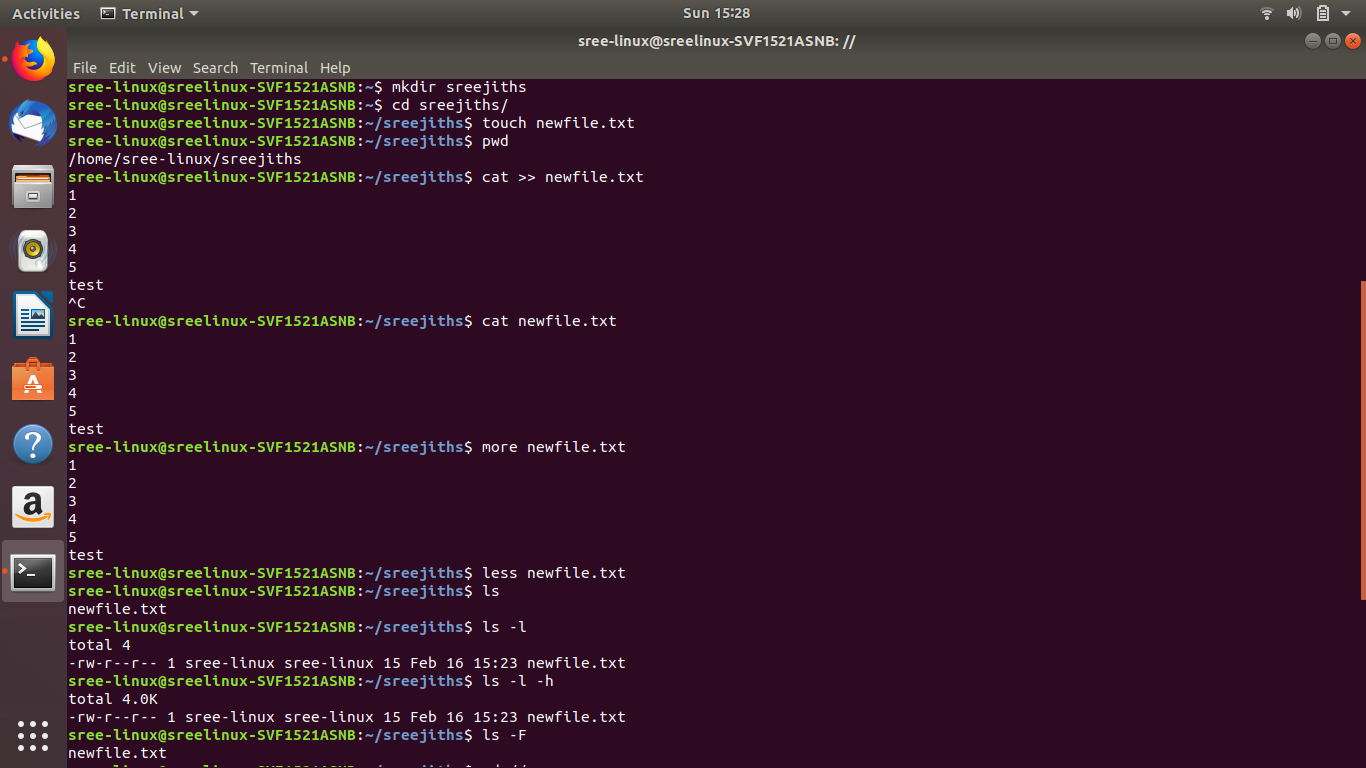 Activities Terminal Sun 15:28
sree-linux@sreelinux-SVF1521ASNB: //
File Edit View Search Terminal Help
sree-linux@sreelinux-SVF1521ASNB:~$ mkdir sreejiths
sree-linux@sreelinux-SVF1521ASNB:~$ cd sreejiths/
sree-linux@sreelinux-SVF1521ASNB:~/sreejiths$ touch newfile.txt
sree-linux@sreelinux-SVF1521ASNB:~/sreejiths$ pwd
/home/sree-linux/sreejiths
sree-linux@sreelinux-SVF1521ASNB:~/sreejiths$ cat >> newfile.txt
1
2
3
4
5
test
^C
sree-linux@sreelinux-SVF1521ASNB:~/sreejiths$ cat newfile.txt
1
2
3
4
5
test
sree-linux@sreelinux-SVF1521ASNB:~/sreejiths$ more newfile.txt
1
2
3
4
5
test
sree-linux@sreelinux-SVF1521ASNB:~/sreejiths$ less newfile.txt
sree-linux@sreelinux-SVF1521ASNB:~/sreejiths$ ls
newfile.txt
sree-linux@sreelinux-SVF1521ASNB:~/sreejiths$ ls -l
total 4
-rw-r--r-- 1 sree-linux sree-linux 15 Feb 16 15:23 newfile.txt
sree-linux@sreelinux-SVF1521ASNB:~/sreejiths$ ls -l -h
total 4.0K
-rw-r--r-- 1 sree-linux sree-linux 15 Feb 16 15:23 newfile.txt
sree-linux@sreelinux-SVF1521ASNB:~/sreejiths$ ls -F
newfile.txt